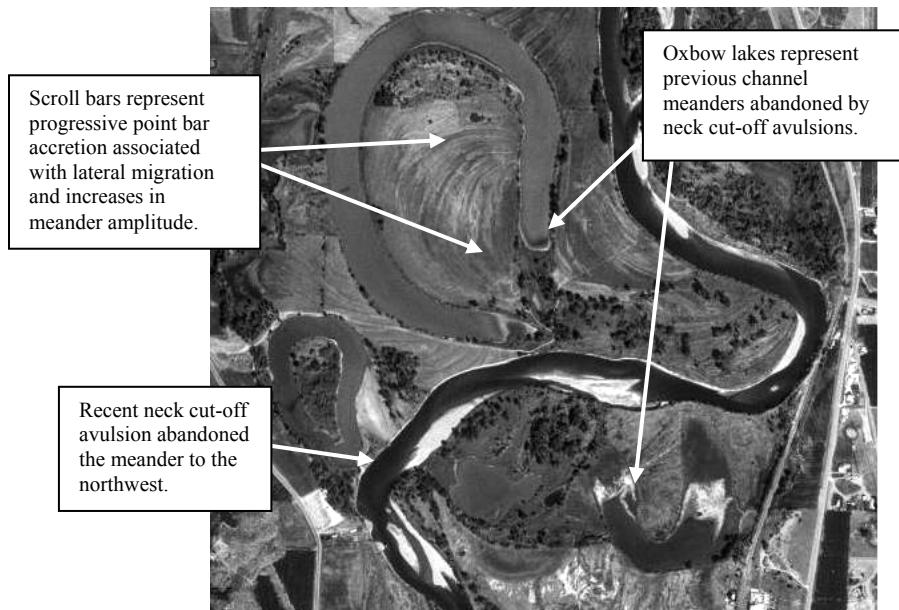 Scroll bars represent
progressive point bar
accretion associated
with lateral migration
and increases in
meander amplitude.
Oxbow lakes represent
previous channel
meanders abandoned by
neck cut-off avulsions.
Recent neck cut-off
avulsion abandoned
the meander to the
northwest.